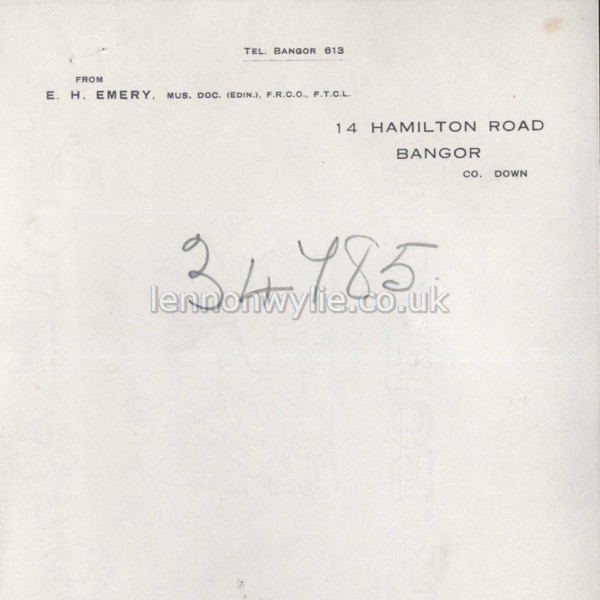 TEL. BANGOR 613
FROM
E. H. EMERY, MUS. DOC. (EDIN.), F.R.C.O., F.T.C.L.
14 HAMILTON ROAD
BANGOR
CO. DOWN
34785
lennonwylie.co.uk